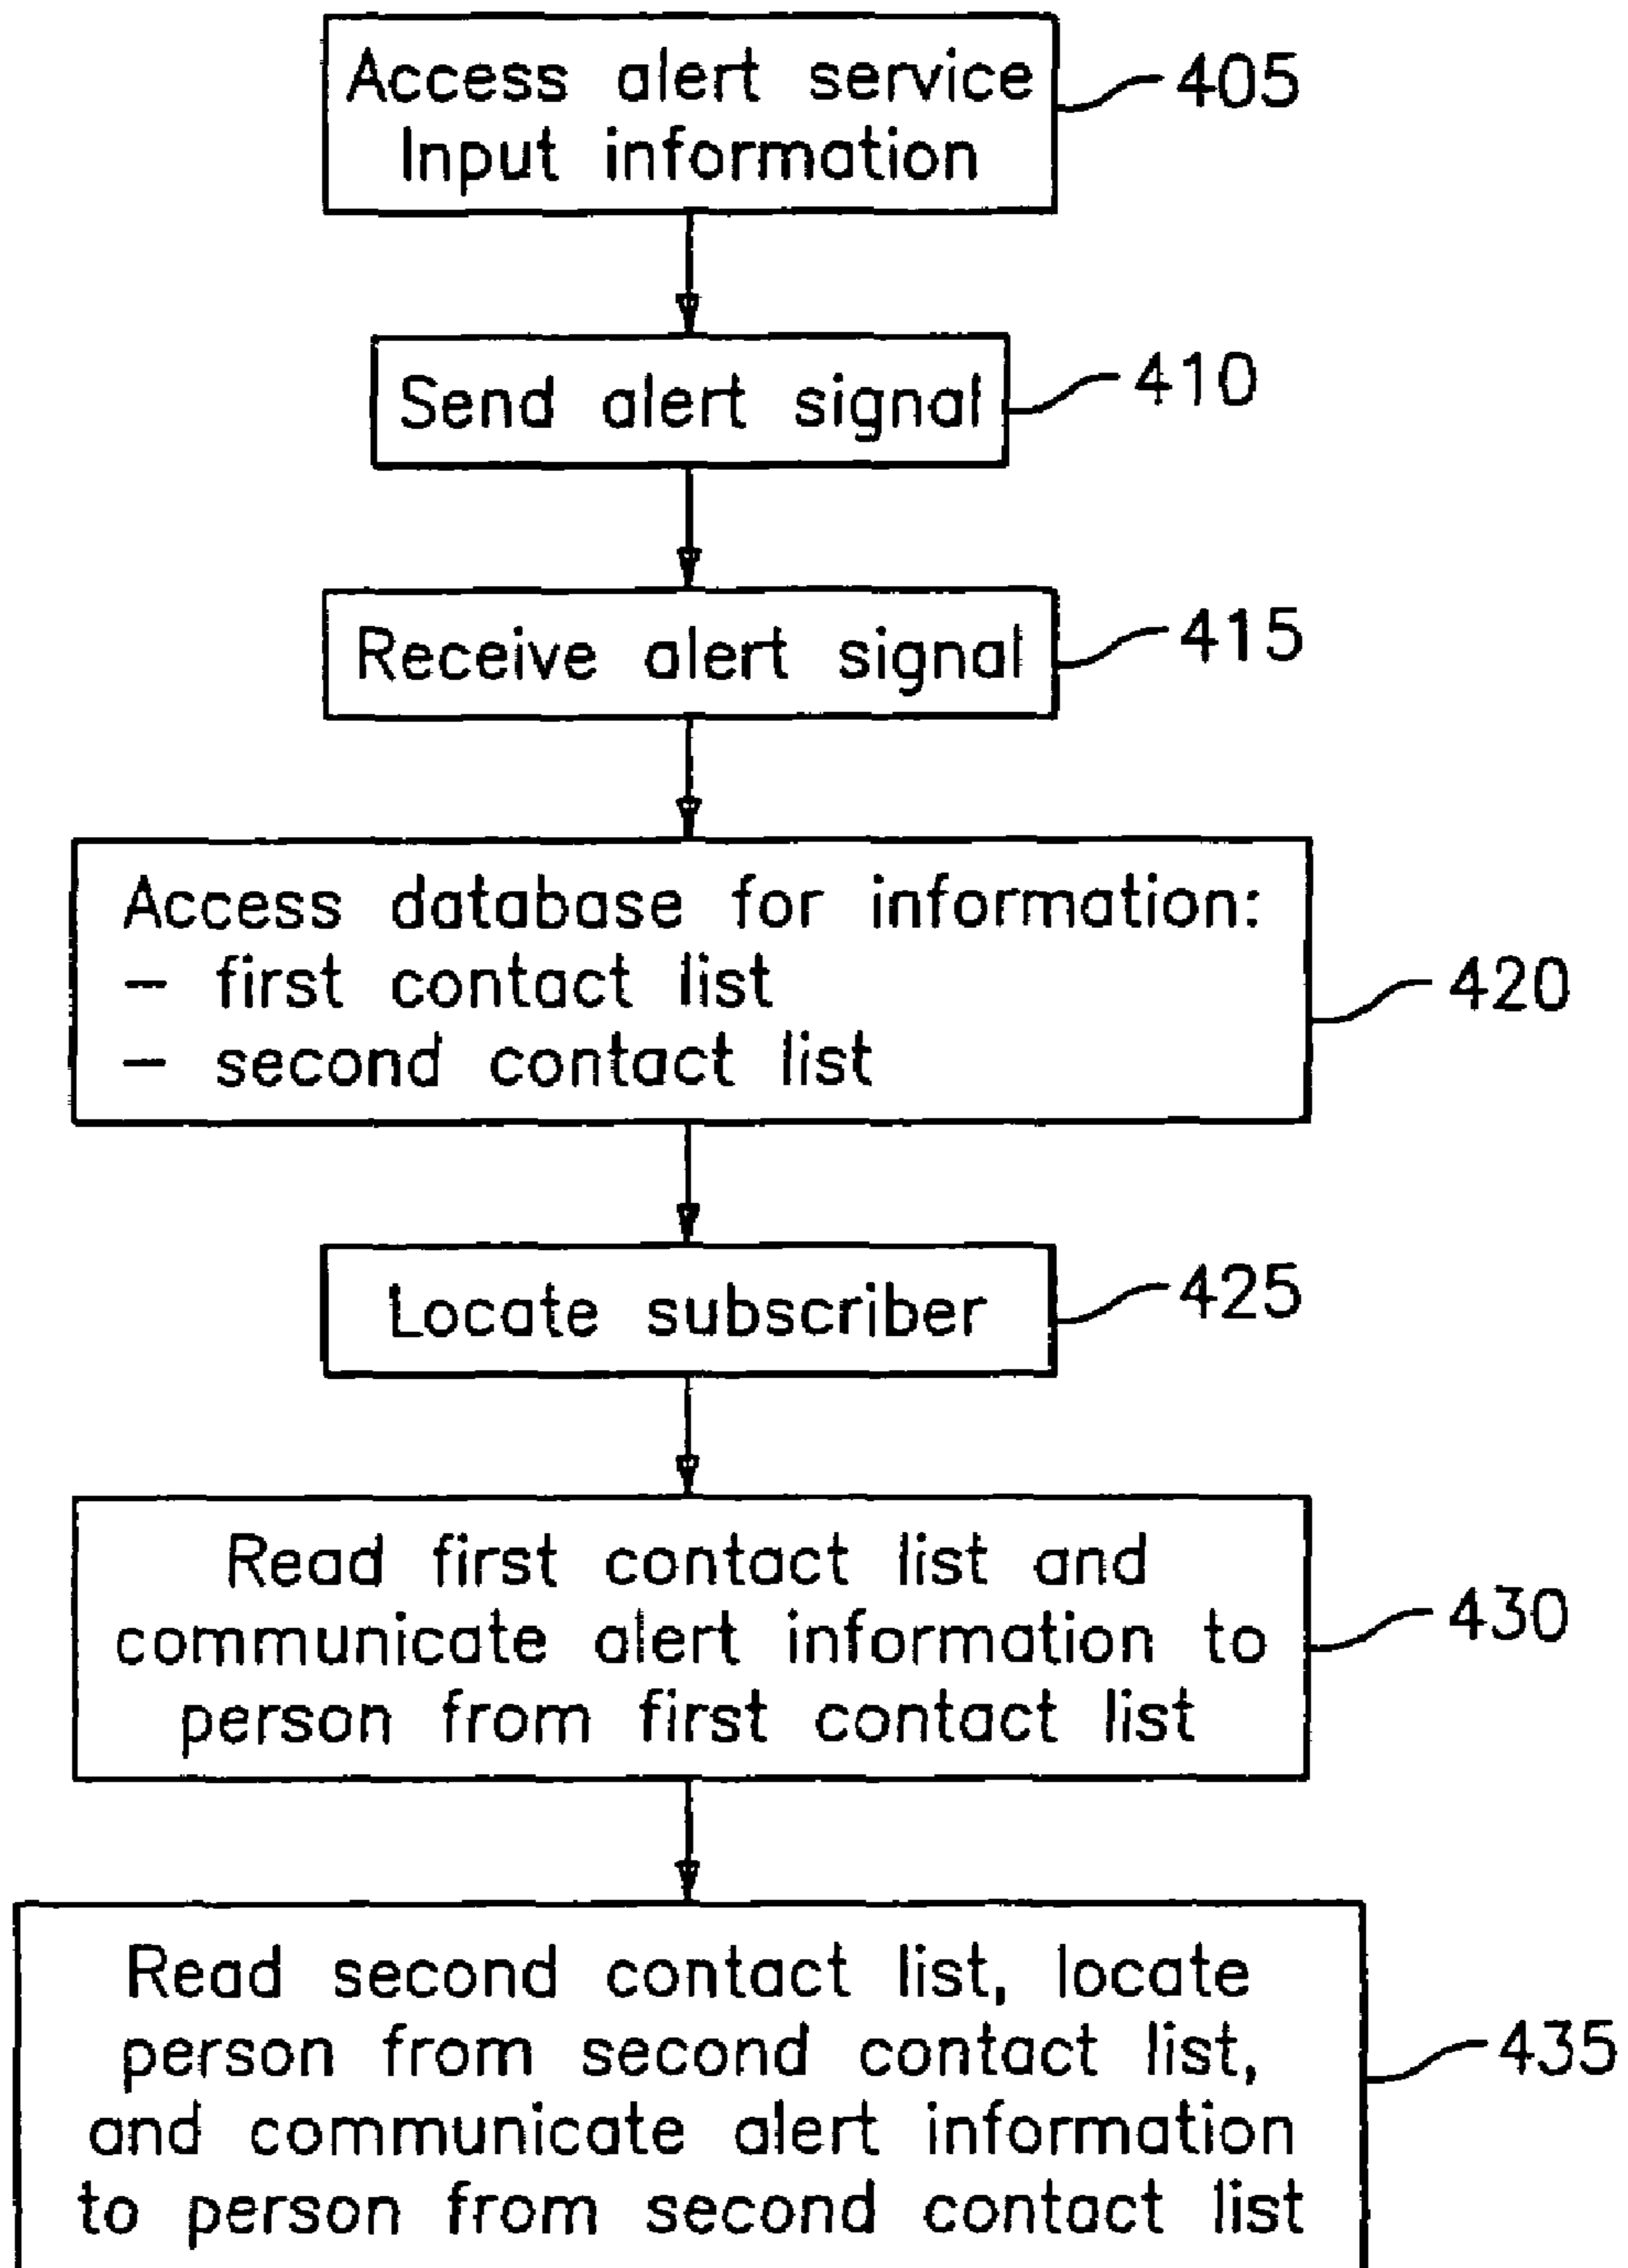 Access alert service
Input information
405
Send alert signal
410
Receive alert signal
415
Access database for information:
- first contact list
- second contact list
420
Locate subscriber
425
Read first contact list and
communicate alert information to
person from first contact list
430
Read second contact list, locate
person from second contact list,
and communicate alert information
to person from second contact list
435